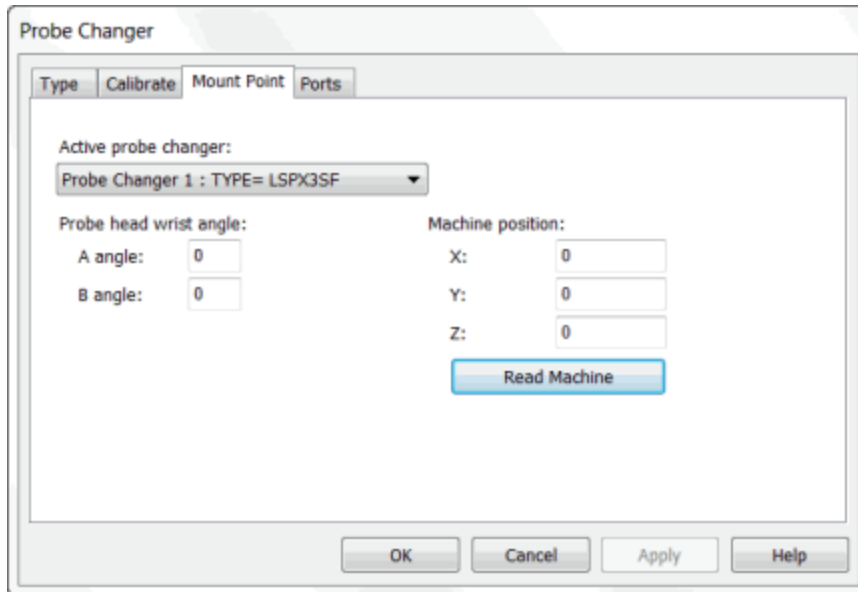 Probe Changer
Type Calibrate Mount Point Ports
Active probe changer:
Probe Changer 1 : TYPE= LSPX3SF
Probe head wrist angle: Machine position:
A angle: 0 X: 0
B angle: 0 Y: 0
Z: 0
Read Machine
OK Cancel Apply Help